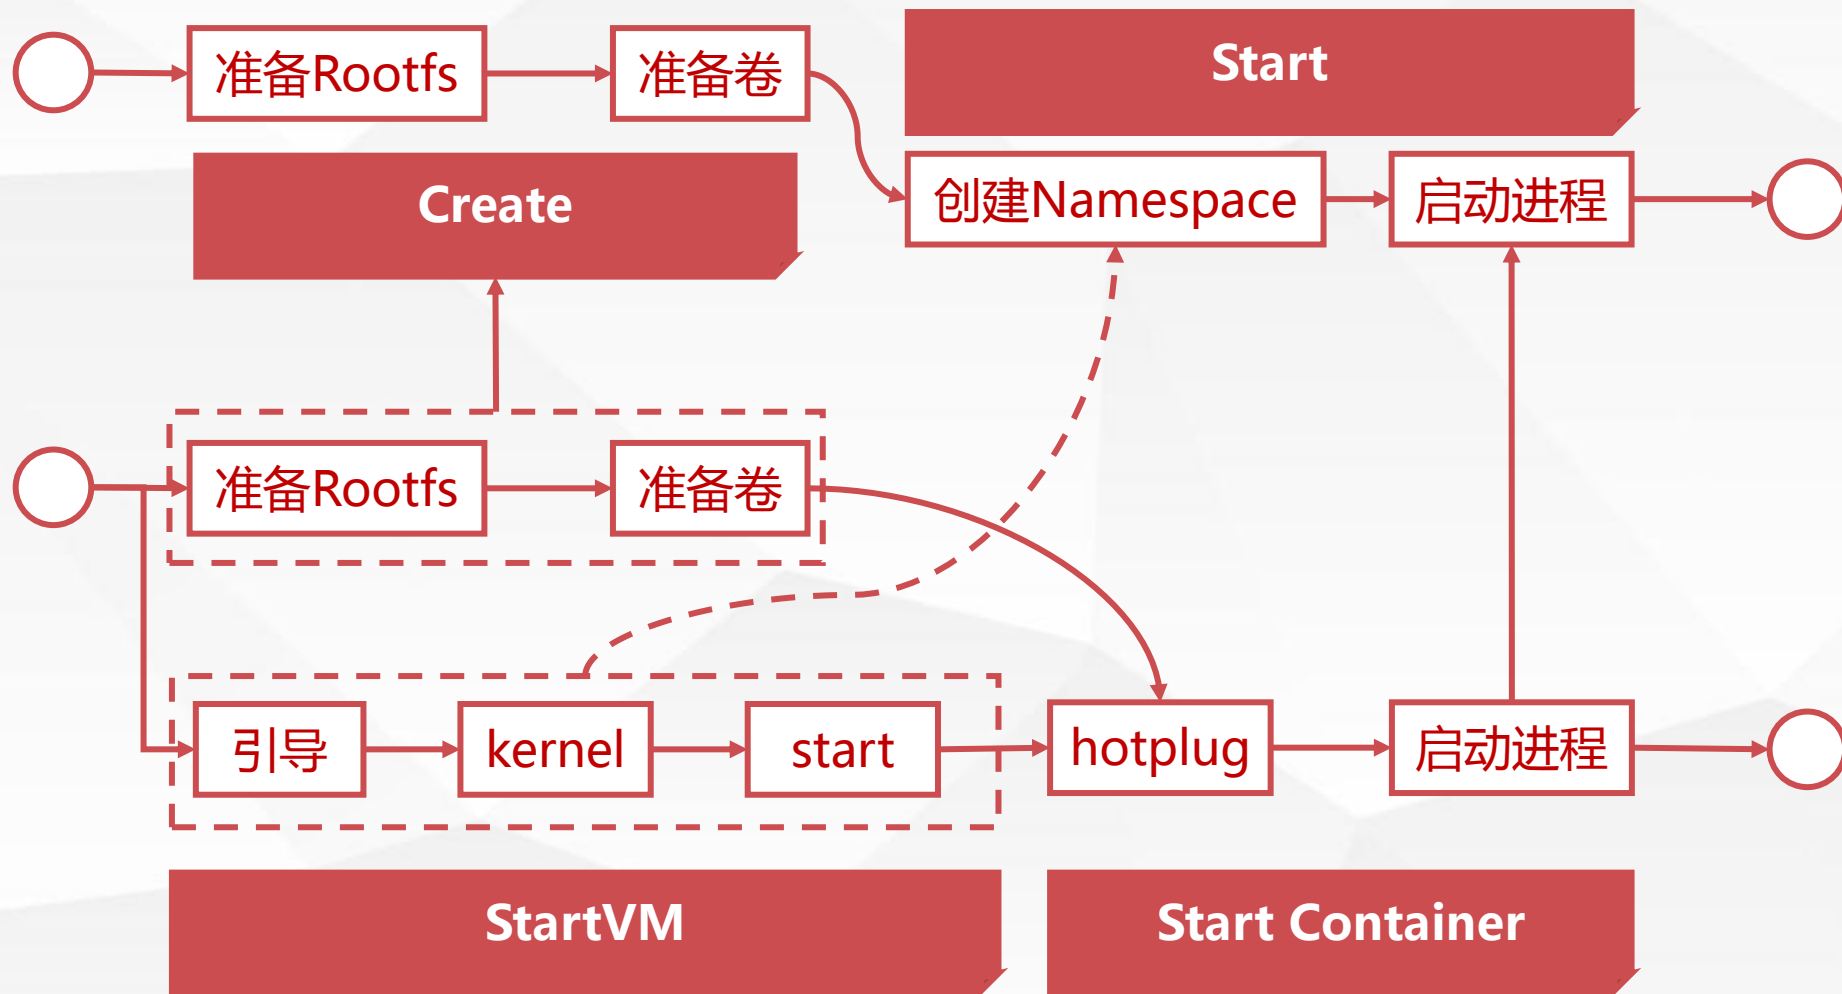 准备Rootfs
准备卷
Start
Create
创建Namespace
启动进程
准备Rootfs
准备卷
引导
kernel
start
hotplug
启动进程
StartVM
Start Container